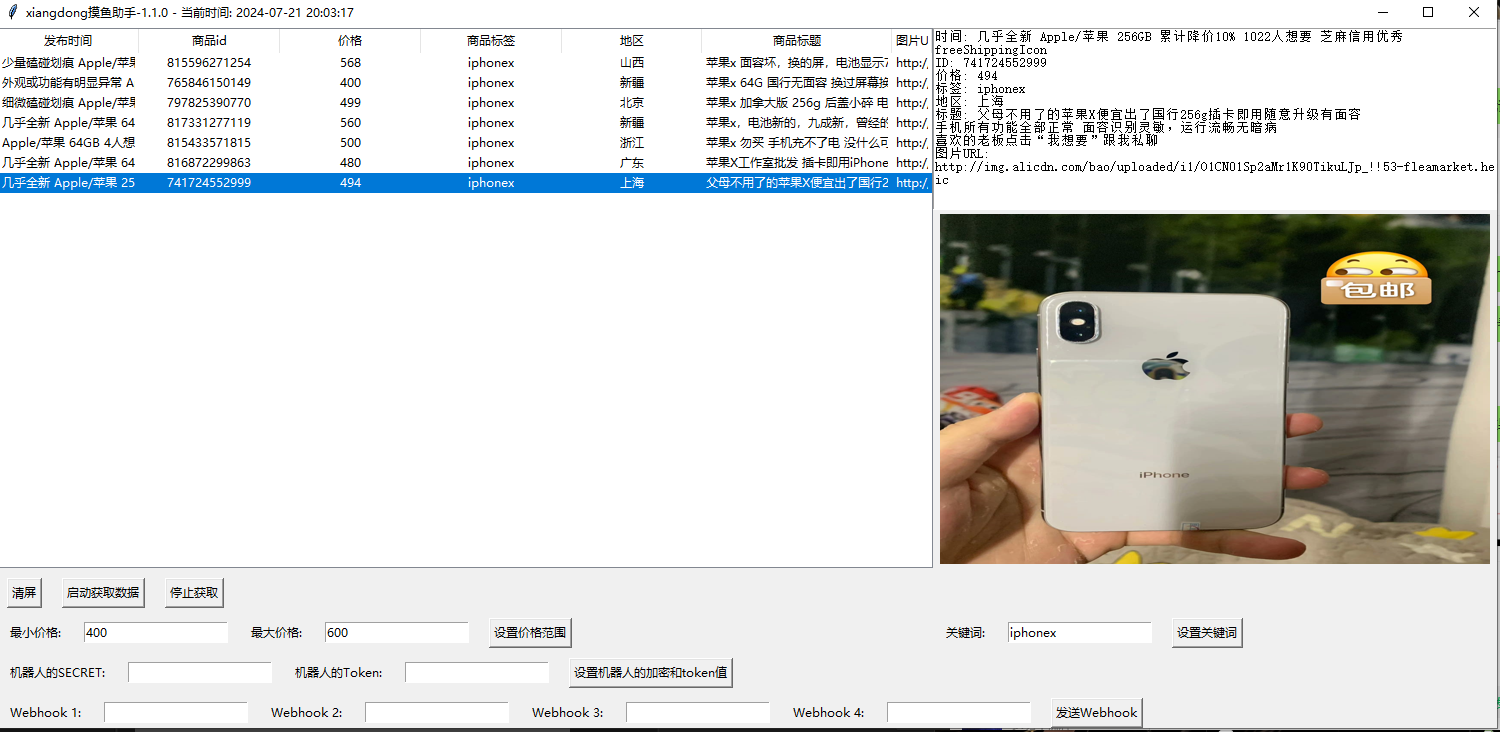 xiangdong摸鱼助手-1.1.0 - 当前时间: 2024-07-21 20:03:17
发布时间 商品id 价格 商品标签 地区 商品标题 图片U
少量磕碰划痕 Apple/苹果 815596271254 568 iphonex 山西 苹果x 面容坏，换的屏，电池显示7 http:/
外观或功能有明显异常 A 765846150149 400 iphonex 新疆 苹果x 64G 国行无面容 换过屏幕换 http:/
细微磕碰划痕 Apple/苹果 797825390770 499 iphonex 北京 苹果x 加拿大版 256g 后盖小碎 电 http:/
几乎全新 Apple/苹果 64 817331277119 560 iphonex 新疆 苹果x，电池新的，九成新，曾经的 http:/
Apple/苹果 64GB 4人想 815433571815 500 iphonex 浙江 苹果x 勿买 手机充不了电 没什么可 http:/
几乎全新 Apple/苹果 64 816872299863 480 iphonex 广东 苹果X工作室批发 插卡即用iPhone http:/
几乎全新 Apple/苹果 25 741724552999 494 iphonex 上海 父母不用了的苹果X便宜出了国行2 http:/
时间: 几乎全新 Apple/苹果 256GB 累计降价10% 1022人想要 芝麻信用优秀
freeShippingIcon
ID: 741724552999
价格: 494
标签: iphonex
地区: 上海
标题: 父母不用了的苹果X便宜出了国行256g插卡即用随意升级有面容
手机所有功能全部正常 面容识别灵敏，运行流畅无暗病
喜欢的老板点击“我想要”跟我私聊
图片URL:
http://img.alicdn.com/bao/uploaded/i1/O1CN01Sp2aMr1K90TikuLJp_!!53-fleamarket.he
ic
包邮
iPhone
清屏 启动获取数据 停止获取
最小价格: 400 最大价格: 600 设置价格范围 关键词: iphonex 设置关键词
机器人的SECRET: 机器人的Token: 设置机器人的加密和token值
Webhook 1: Webhook 2: Webhook 3: Webhook 4: 发送Webhook